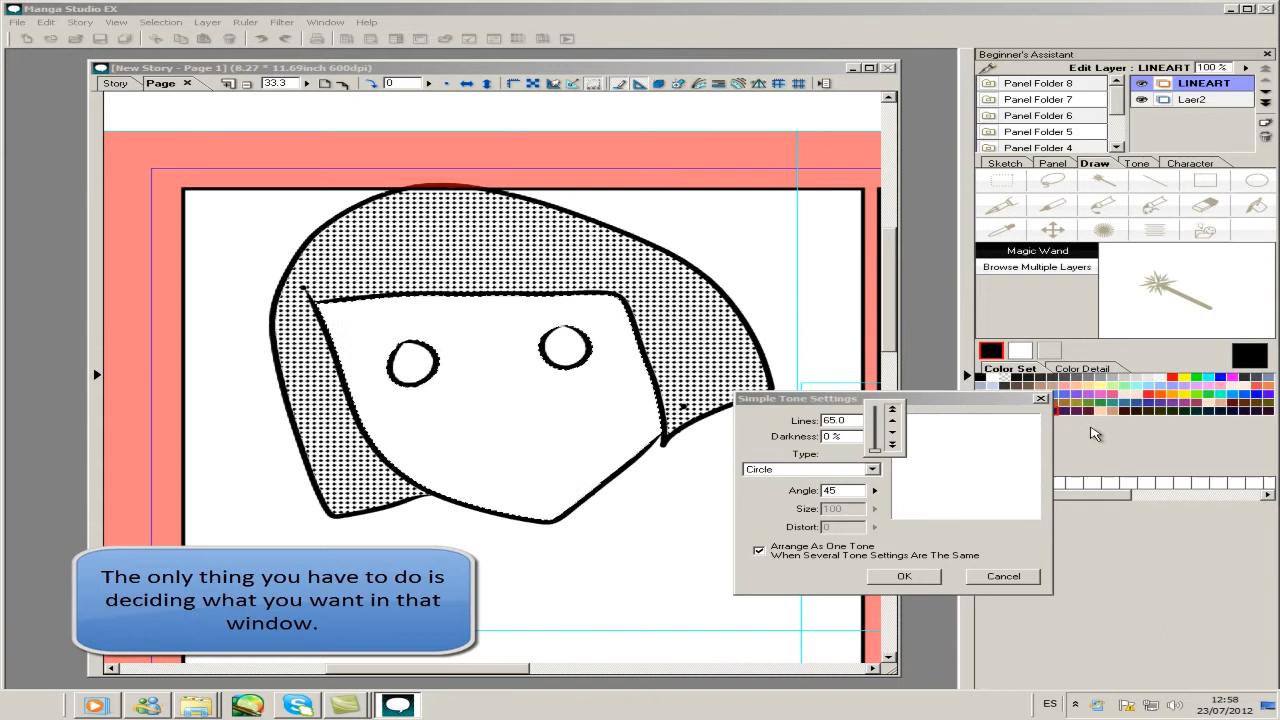 Manga Studio EX
File Edit Story View Selection Layer Ruler Filter Window Help
[New Story - Page 1] (8.27 * 11.69inch 600dpi)
Story Page 33.3 0
Beginner's Assistant
Edit Layer : LINEART 100 %
Panel Folder 8 LINEART
Panel Folder 7 Laer2
Panel Folder 6
Panel Folder 5
Panel Folder 4
Sketch Panel Draw Tone Character
Magic Wand
Browse Multiple Layers
Color Set Color Detail
Simple Tone Settings
Lines: 65.0
Darkness: 0 %
Type:
Circle
Angle: 45
Size: 100
Distort: 0
Arrange As One Tone
When Several Tone Settings Are The Same
OK Cancel
The only thing you have to do is
deciding what you want in that
window.
ES 12:58
23/07/2012